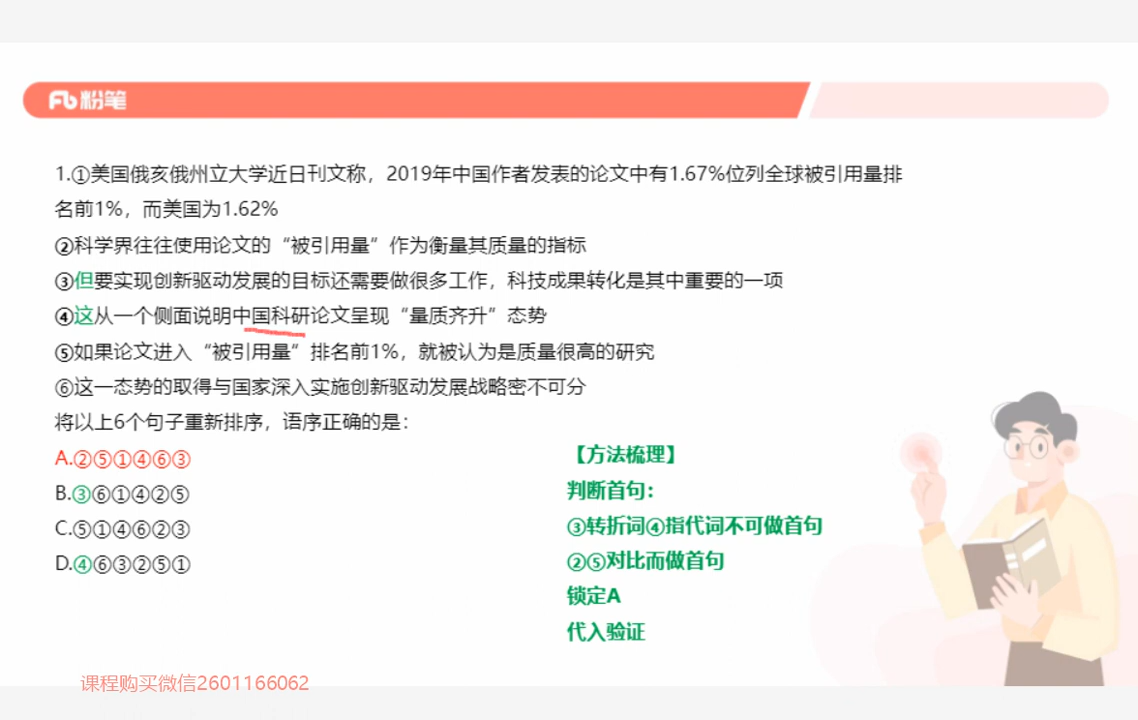 粉笔
1.①美国俄亥俄州立大学近日刊文称，2019年中国作者发表的论文中有1.67%位列全球被引用量排
名前1%，而美国为1.62%
②科学界往往使用论文的“被引用量”作为衡量其质量的指标
③但要实现创新驱动发展的目标还需要做很多工作，科技成果转化是其中重要的一项
④这从一个侧面说明中国科研论文呈现“量质齐升”态势
⑤如果论文进入“被引用量”排名前1%，就被认为是质量很高的研究
⑥这一态势的取得与国家深入实施创新驱动发展战略密不可分
将以上6个句子重新排序，语序正确的是：
A.②⑤①④⑥③
B.③⑥①④②⑤
C.⑤①④⑥②③
D.④⑥③②⑤①
【方法梳理】
判断首句：
③转折词④指代词不可做首句
②⑤对比而做首句
锁定A
代入验证
课程购买微信2601166062